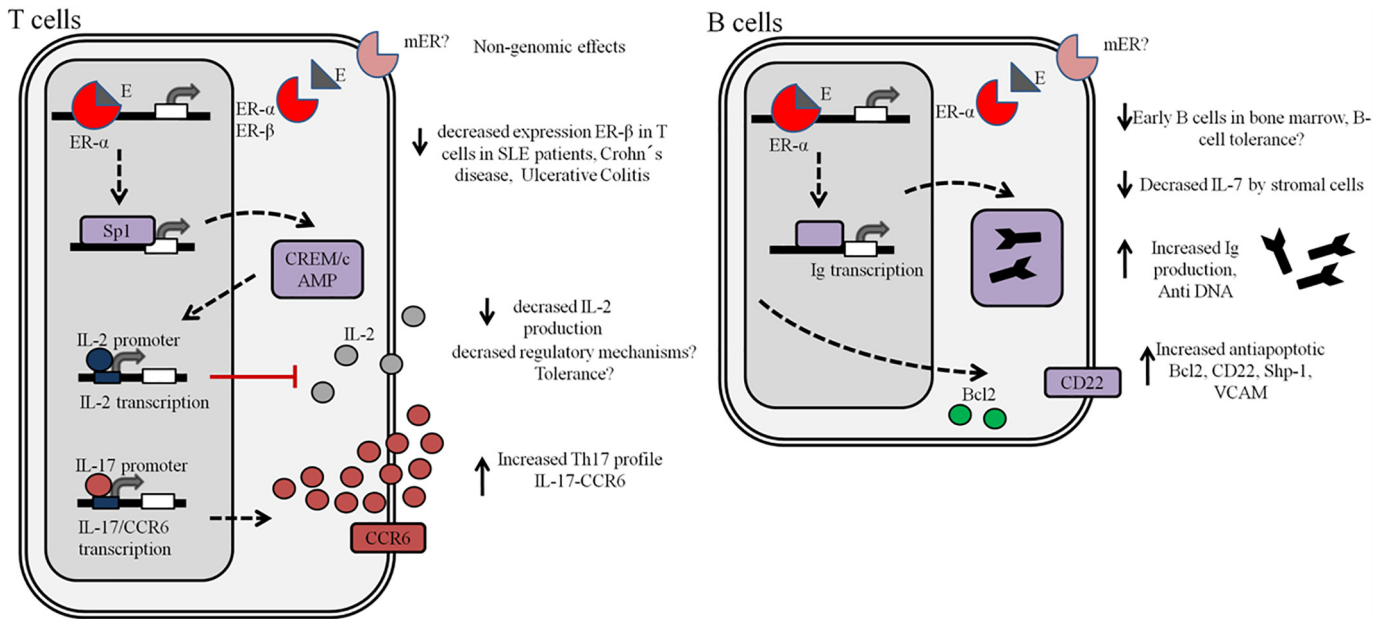 T cells
mER?
Non-genomic effects
E
E
ER-α
ER-β
ER-α
decreased expression ER-β in T
cells in SLE patients, Crohn´s
disease, Ulcerative Colitis
Sp1
CREM/c
AMP
IL-2 promoter
IL-2
IL-2 transcription
decrased IL-2
production
decrased regulatory mechanisms?
Tolerance?
IL-17 promoter
IL-17/CCR6
transcription
CCR6
Increased Th17 profile
IL-17-CCR6
B cells
mER?
E
E
ER-α
ER-α
Early B cells in bone marrow, B-
cell tolerance?
Decrased IL-7 by stromal cells
Ig transcription
Increased Ig
production,
Anti DNA
Bcl2
CD22
Increased antiapoptotic
Bcl2, CD22, Shp-1,
VCAM